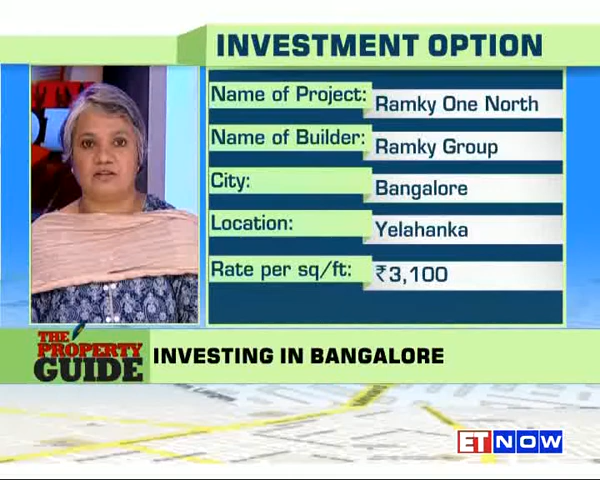 INVESTMENT OPTION
Name of Project: Ramky One North
Name of Builder: Ramky Group
City: Bangalore
Location: Yelahanka
Rate per sq/ft: ₹3,100
THE
PROPERTY
GUIDE
INVESTING IN BANGALORE
ET NOW